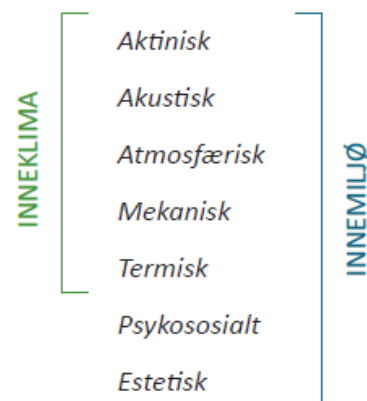 INNEKLIMA
Aktinisk
Akustisk
Atmosfærisk
Mekanisk
Termisk
Psykososialt
Estetisk
INNEMILJØ